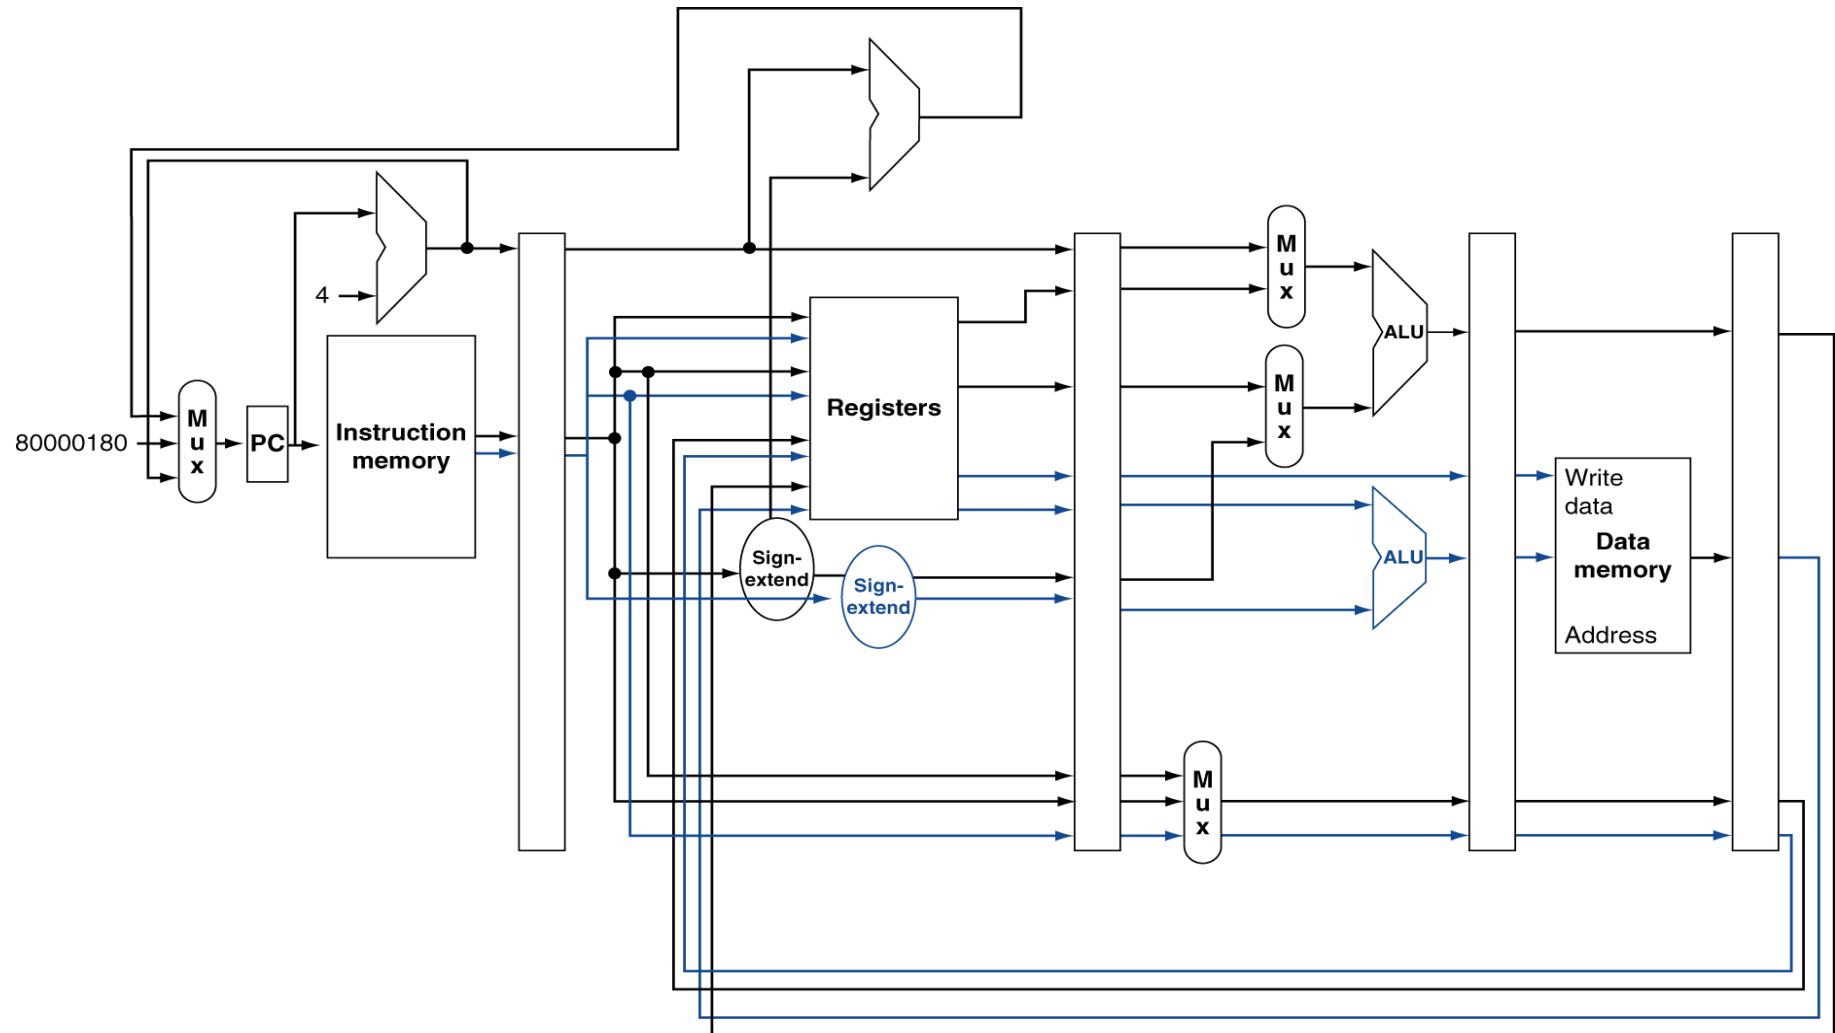 M
u
x
4
ALU
M
u
x
M
u
x
80000180
PC
Instruction
memory
Registers
Write
data
Data
memory
Address
ALU
Sign-
extend
Sign-
extend
M
u
x